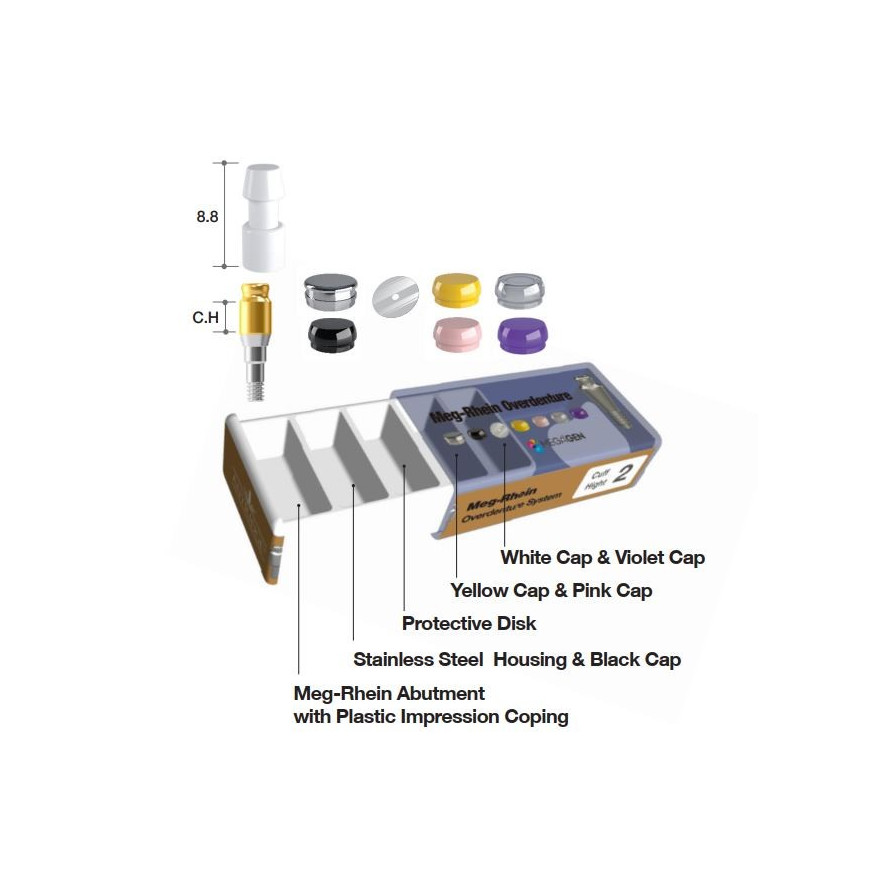 8.8
C.H
Meg-Rhein Overdenture
MEGAGEN
Cuff
Hight
2
Meg-Rhein
Overdenture System
White Cap & Violet Cap
Yellow Cap & Pink Cap
Protective Disk
Stainless Steel Housing & Black Cap
Meg-Rhein Abutment
with Plastic Impression Coping